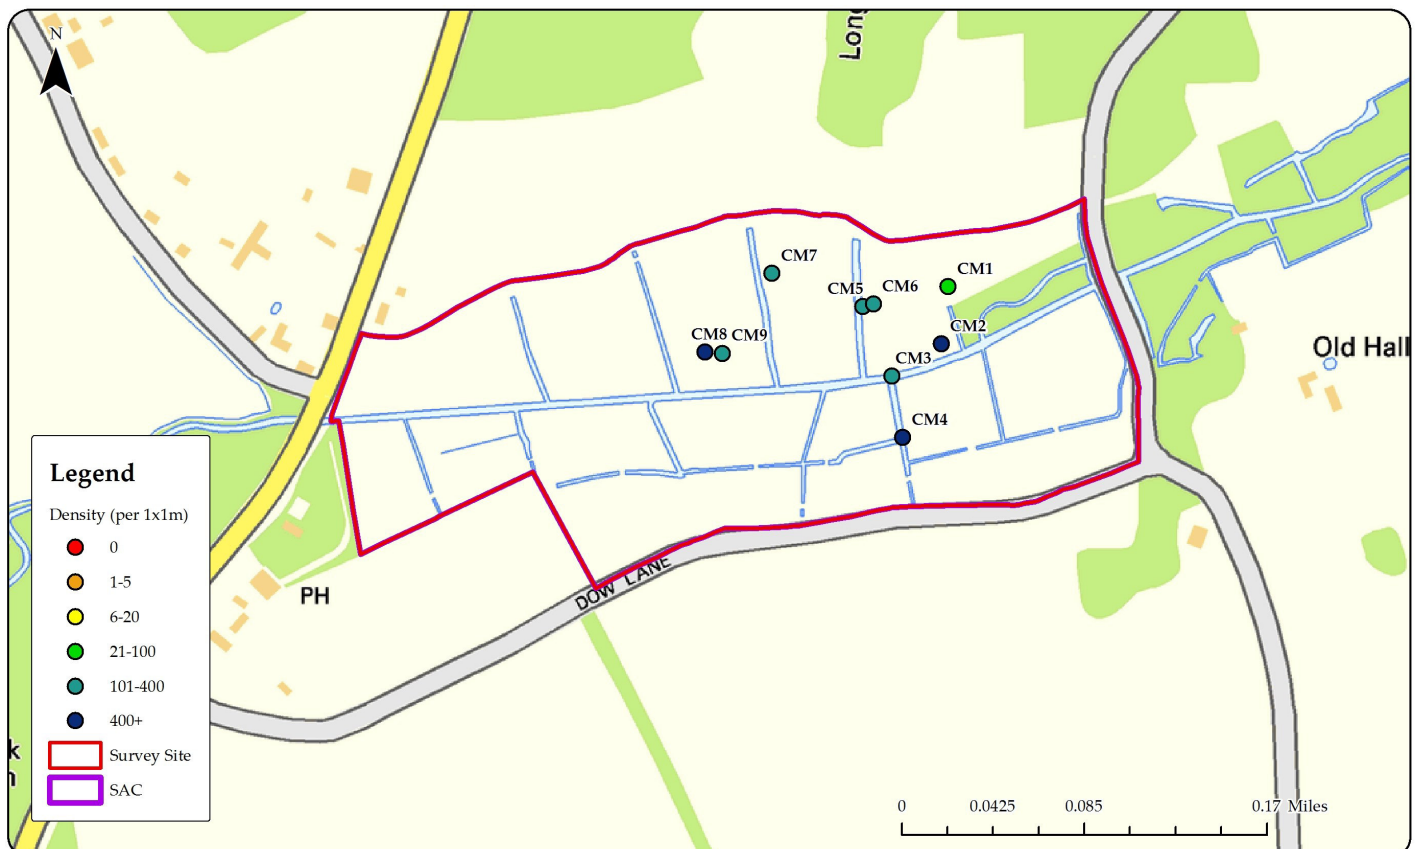 N
Long
CM7
CM1
CM5
CM6
CM2
CM8
CM9
CM3
Old Hall
CM4
Legend
Density (per 1x1m)
0
1-5
6-20
21-100
101-400
400+
Survey Site
SAC
DOW LANE
PH
k
0 0.0425 0.085 0.17 Miles